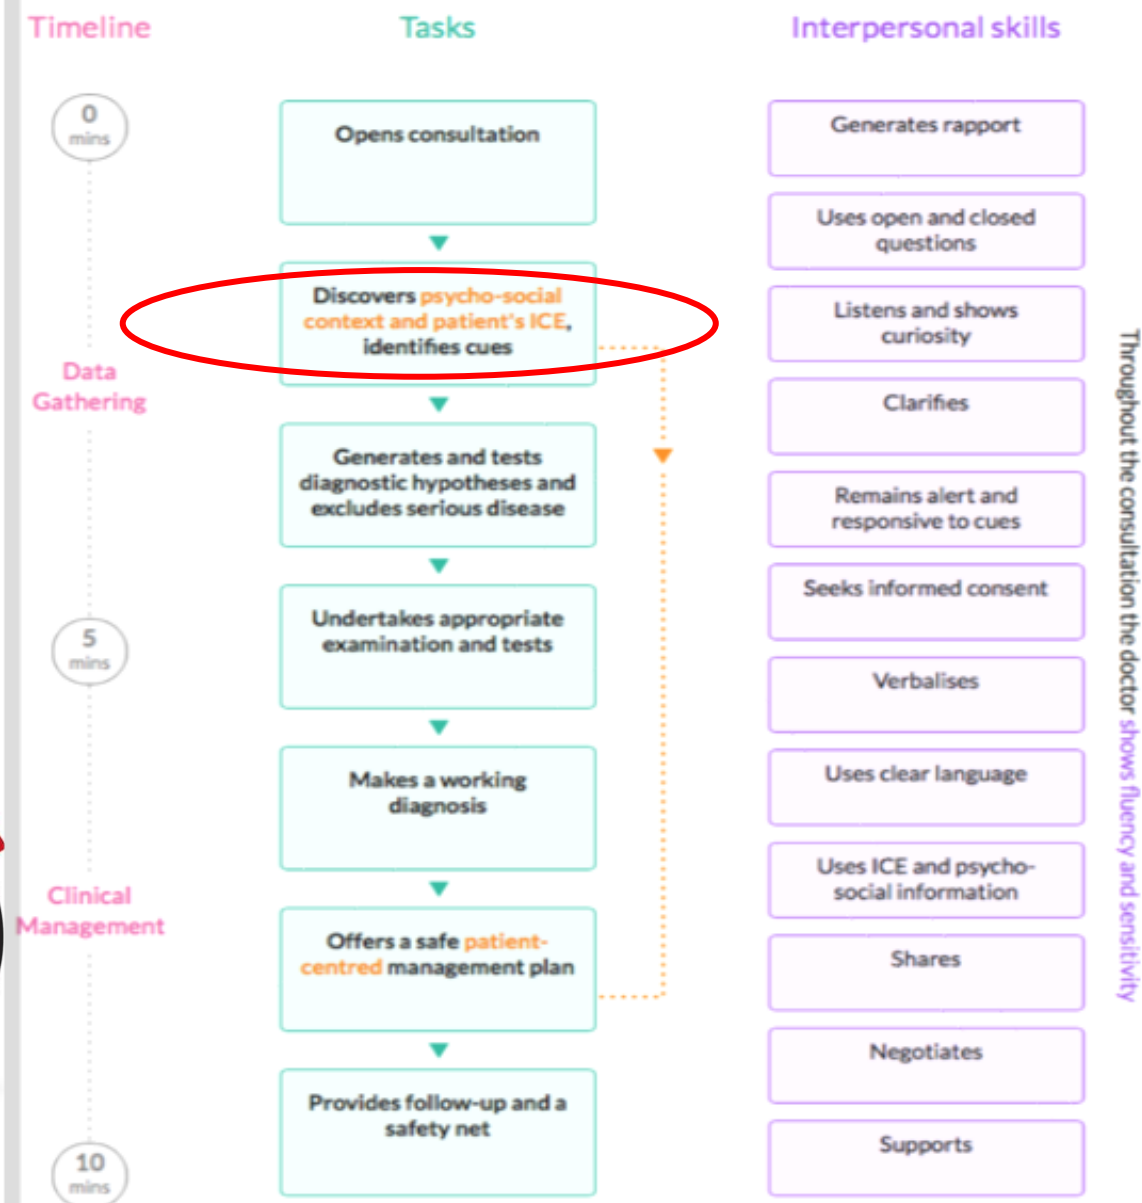 Timeline
Tasks
Interpersonal skills
0
mins
Data
Gathering
5
mins
Clinical
Management
10
mins
Opens consultation
Discovers psycho-social
context and patient's ICE,
identifies cues
Generates and tests
diagnostic hypotheses and
excludes serious disease
Undertakes appropriate
examination and tests
Makes a working
diagnosis
Offers a safe patient-
centred management plan
Provides follow-up and a
safety net
Generates rapport
Uses open and closed
questions
Listens and shows
curiosity
Clarifies
Remains alert and
responsive to cues
Seeks informed consent
Verbalises
Uses clear language
Uses ICE and psycho-
social information
Shares
Negotiates
Supports
Throughout the consultation the doctor shows fluency and sensitivity